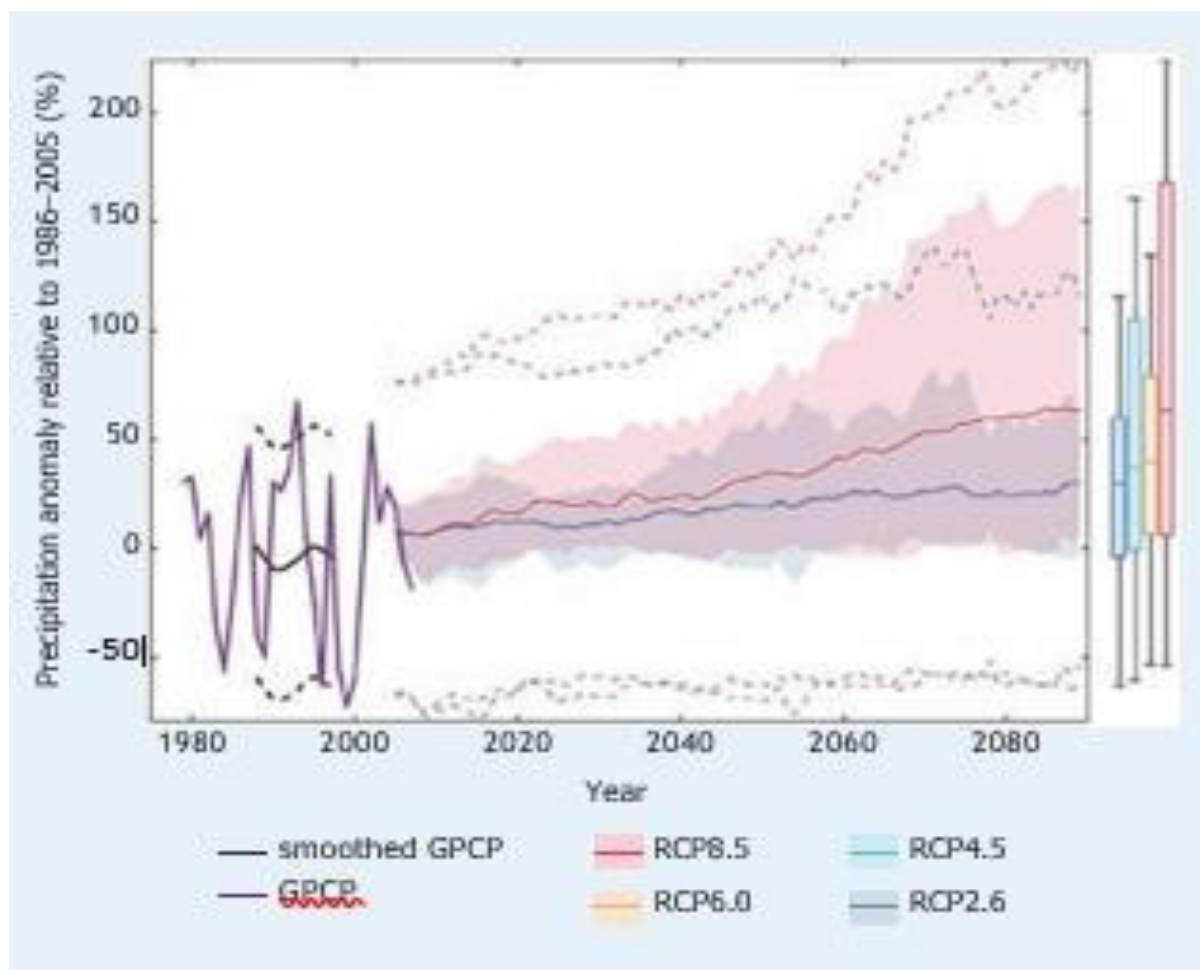 Precipitation anomaly relative to 1986–2005 (%)
200
150
100
50
0
-50
1980 2000 2020 2040 2060 2080
Year
smoothed GPCP RCP8.5 RCP4.5
GPCP RCP6.0 RCP2.6